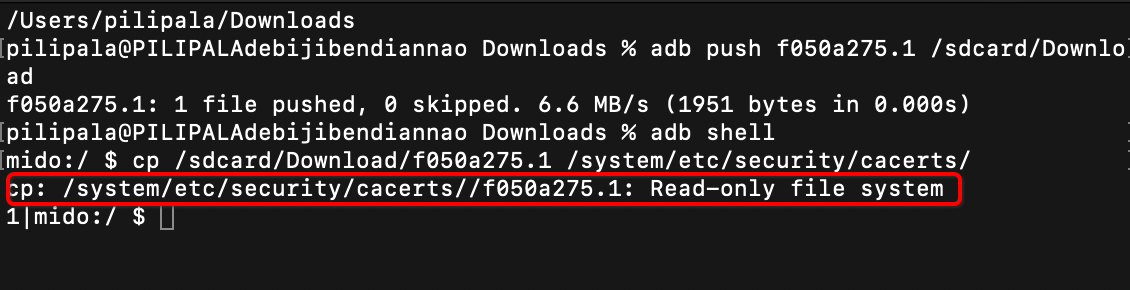 /Users/pilipala/Downloads
[pilipala@PILIPALAdebijibendiannao Downloads % adb push f050a275.1 /sdcard/Downlo]
ad
f050a275.1: 1 file pushed, 0 skipped. 6.6 MB/s (1951 bytes in 0.000s)
[pilipala@PILIPALAdebijibendiannao Downloads % adb shell
[mido:/ $ cp /sdcard/Download/f050a275.1 /system/etc/security/cacerts/
cp: /system/etc/security/cacerts//f050a275.1: Read-only file system
1|mido:/ $